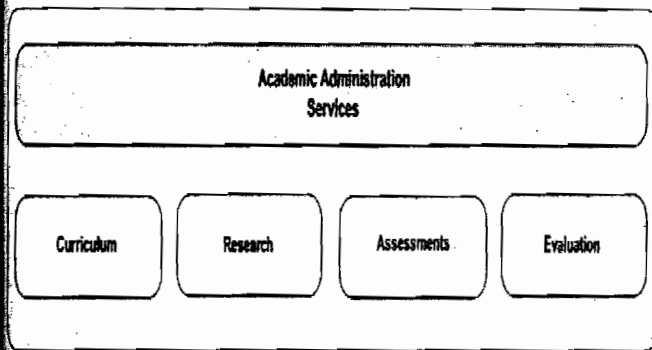 Academic Administration
Services
Curriculum
Research
Assessments
Evaluation